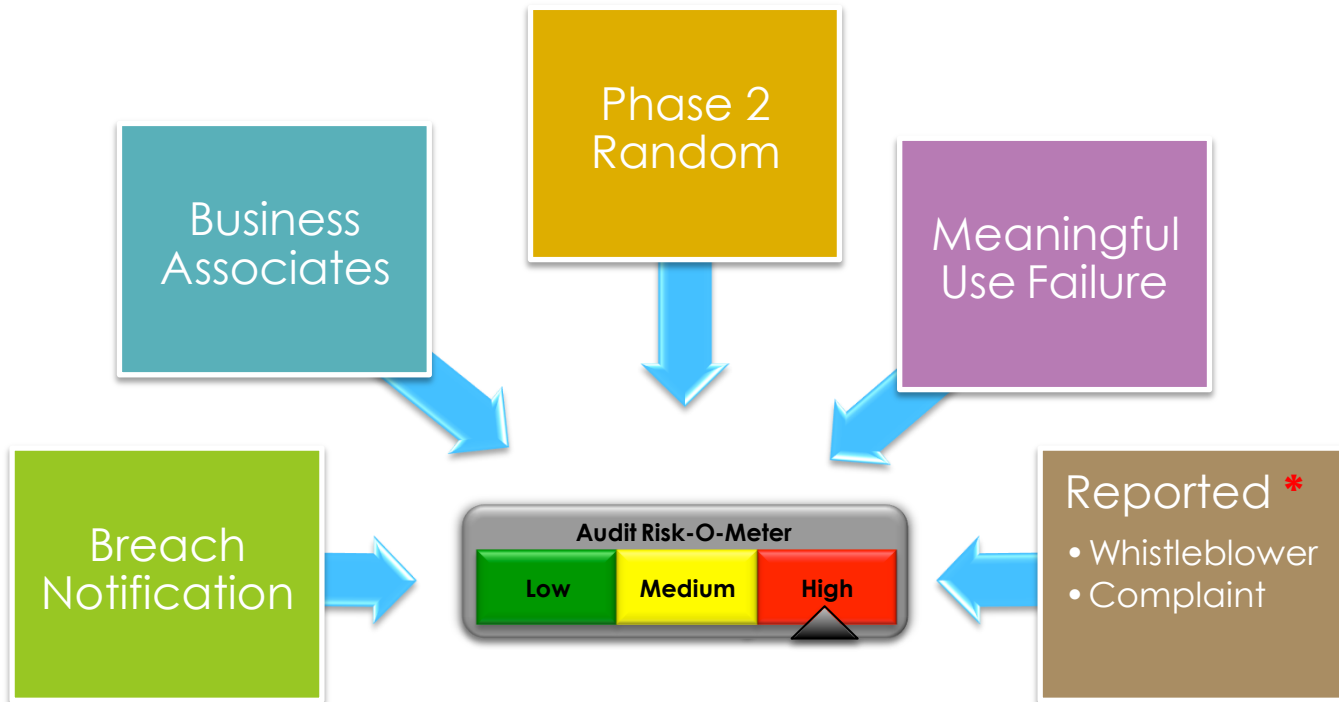 Phase 2
Random
Business
Associates
Meaningful
Use Failure
Breach
Notification
Reported *
• Whistleblower
• Complaint
Audit Risk-O-Meter
Low Medium High